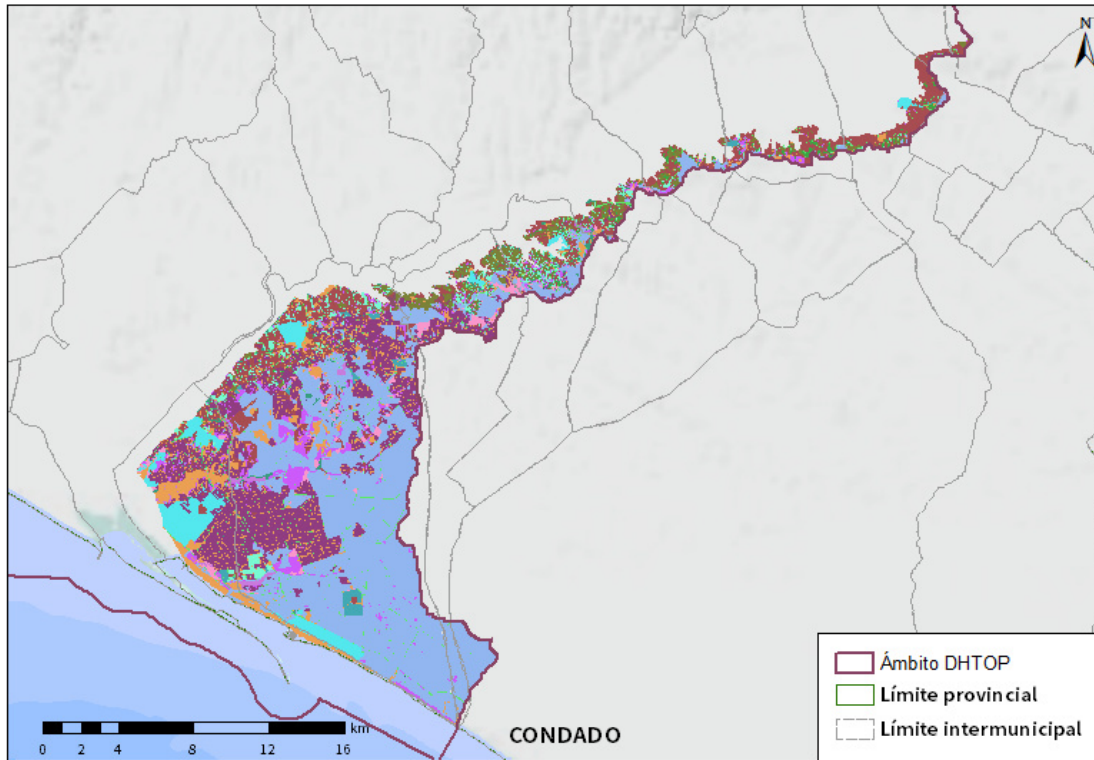 N
Ámbito DHTOP
Límite provincial
Límite intermunicipal
km
0 2 4 8 12 16
CONDADO